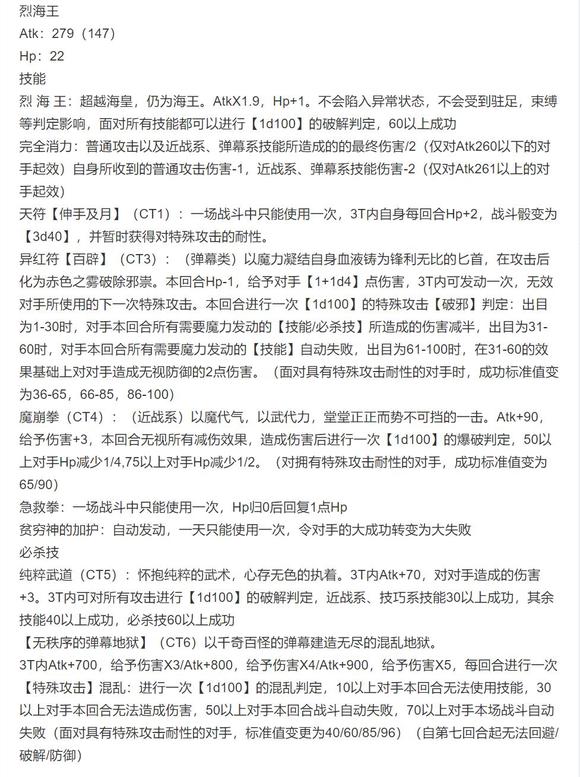 烈海王
Atk：279（147）
Hp：22
技能
烈 海 王：超越海皇，仍为海王。AtkX1.9，Hp+1。不会陷入异常状态，不会受到驻足，束缚
等判定影响，面对所有技能都可以进行【1d100】的破解判定，60以上成功
完全消力：普通攻击以及近战系、弹幕系技能所造成的的最终伤害/2（仅对Atk260以下的对
手起效）自身所收到的普通攻击伤害-1，近战系、弹幕系技能伤害-2（仅对Atk261以上的对
手起效）
天符【伸手及月】（CT1）：一场战斗中只能使用一次，3T内自身每回合Hp+2，战斗骰变为
【3d40】，并暂时获得对特殊攻击的耐性。
异红符【百辟】（CT3）：（弹幕类）以魔力凝结自身血液铸为锋利无比的匕首，在攻击后
化为赤色之雾破除邪祟。本回合Hp-1，给予对手【1+1d4】点伤害，3T内可发动一次，无效
对手所使用的下一次特殊攻击。本回合进行一次【1d100】的特殊攻击【破邪】判定：出目
为1-30时，对手本回合所有需要魔力发动的【技能/必杀技】所造成的伤害减半，出目为31-
60时，对手本回合所有需要魔力发动的【技能】自动失败，出目为61-100时，在31-60的效
果基础上对对手造成无视防御的2点伤害。（面对具有特殊攻击耐性的对手时，成功标准值变
为36-65，66-85，86-100）
魔崩拳（CT4）：（近战系）以魔代气，以武代力，堂堂正正而势不可挡的一击。Atk+90，
给予伤害+3，本回合无视所有减伤效果，造成伤害后进行一次【1d100】的爆破判定，50以
上对手Hp减少1/4,75以上对手Hp减少1/2。（对拥有特殊攻击耐性的对手，成功标准值变为
65/90）
急救拳：一场战斗中只能使用一次，Hp归0后回复1点Hp
贫穷神的加护：自动发动，一天只能使用一次，令对手的大成功转变为大失败
必杀技
纯粹武道（CT5）：怀抱纯粹的武术，心存无色的执着。3T内Atk+70，对对手造成的伤害
+3。3T内可对所有攻击进行【1d100】的破解判定，近战系、技巧系技能30以上成功，其余
技能40以上成功，必杀技60以上成功
【无秩序的弹幕地狱】（CT6）以千奇百怪的弹幕建造无尽的混乱地狱。
3T内Atk+700，给予伤害X3/Atk+800，给予伤害X4/Atk+900，给予伤害X5，每回合进行一次
【特殊攻击】混乱：进行一次【1d100】的混乱判定，10以上对手本回合无法使用技能，30
以上对手本回合无法造成伤害，50以上对手本回合战斗自动失败，70以上对手本场战斗自动
失败（面对具有特殊攻击耐性的对手，标准值变更为40/60/85/96）（自第七回合起无法回避/
破解/防御）